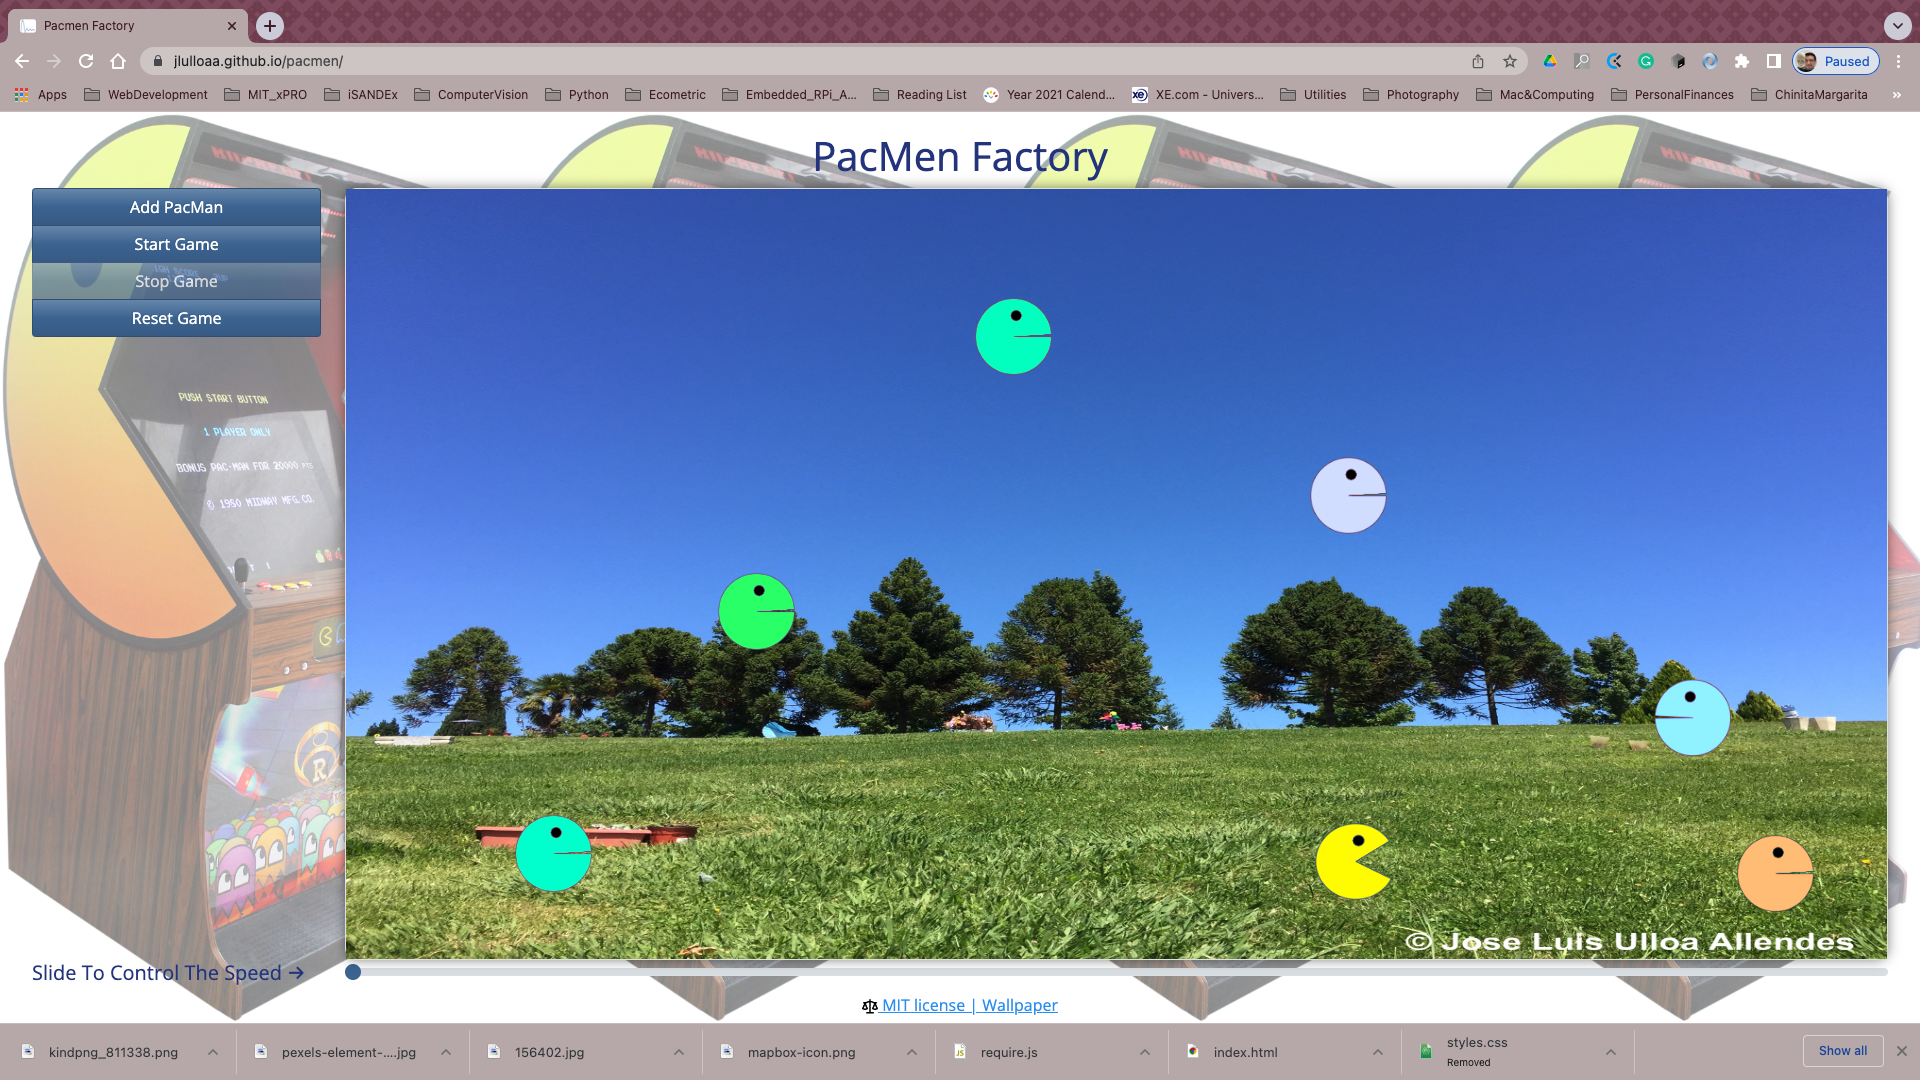 Pacmen Factory
jlulloaa.github.io/pacmen/
Paused
Apps
WebDevelopment
MIT_xPRO
iSANDEx
ComputerVision
Python
Ecometric
Embedded_RPi_A...
Reading List
Year 2021 Calend...
XE.com - Univers...
Utilities
Photography
Mac&Computing
PersonalFinances
ChinitaMargarita
»
PacMen Factory
Add PacMan
Start Game
Stop Game
Reset Game
PUSH START BUTTON
1 PLAYER ONLY
BONUS PAC-MAN FOR 20000 PTS
© 1980 MIDWAY MFG.CO.
© Jose Luis Ulloa Allendes
Slide To Control The Speed →
MIT license | Wallpaper
kindpng_811338.png
pexels-element-....jpg
156402.jpg
mapbox-icon.png
require.js
index.html
styles.css
Removed
Show all